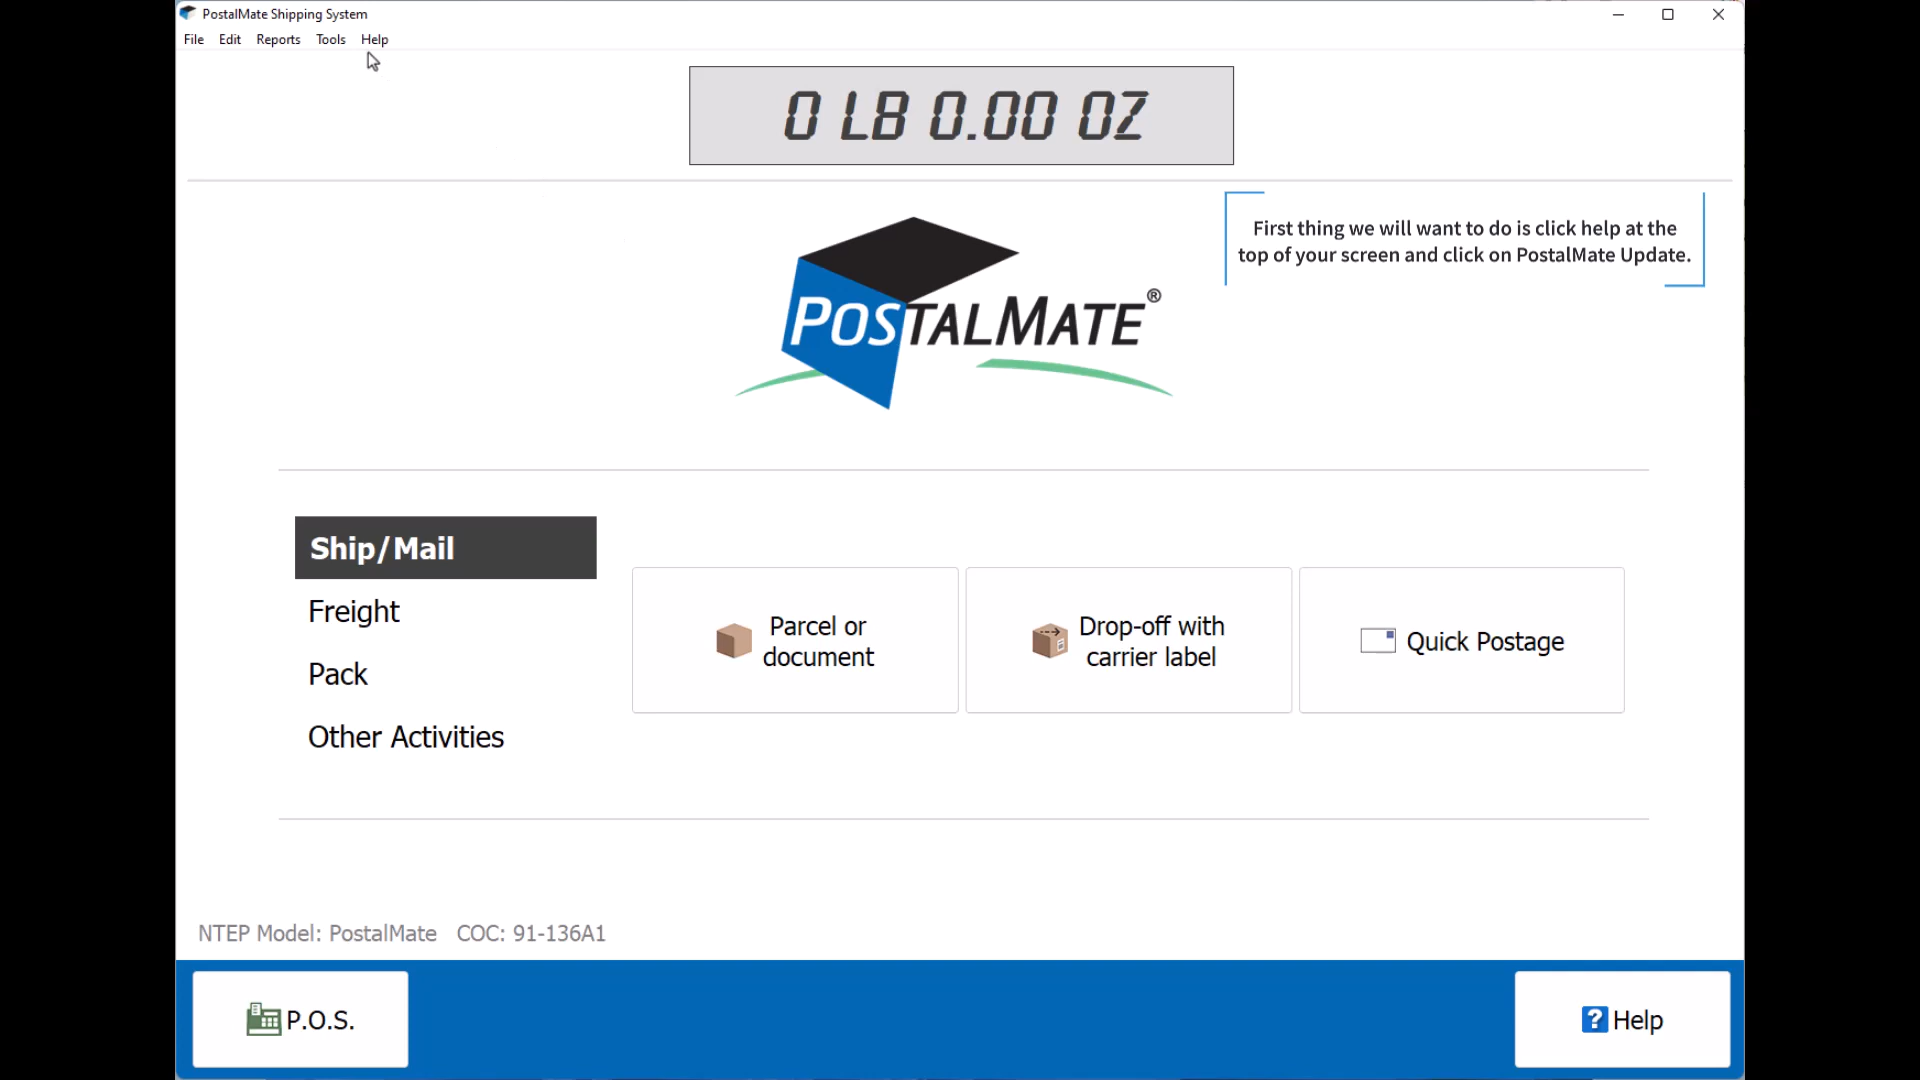 PostalMate Shipping System
File Edit Reports Tools Help
0 LB 0.00 OZ
First thing we will want to do is click help at the
top of your screen and click on PostalMate Update.
POSTALMATE®
Ship/Mail
Freight
Pack
Other Activities
Parcel or
document
Drop-off with
carrier label
Quick Postage
NTEP Model: PostalMate COC: 91-136A1
P.O.S.
? Help